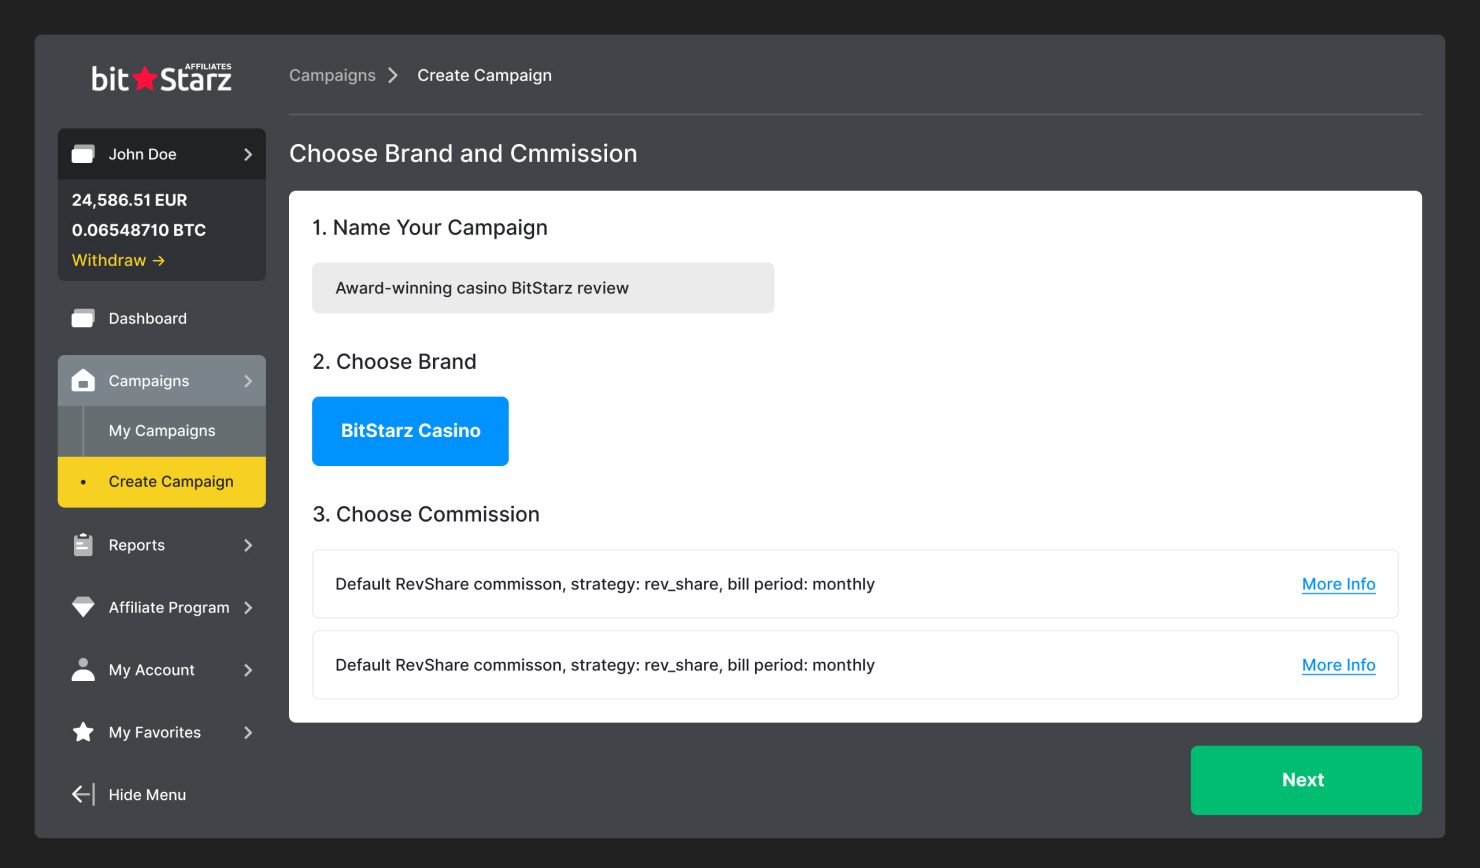 bit Starz AFFILIATES
Campaigns
Create Campaign
John Doe
24,586.51 EUR
0.06548710 BTC
Withdraw →
Dashboard
Campaigns
My Campaigns
• Create Campaign
Reports
Affiliate Program
My Account
My Favorites
Hide Menu
Choose Brand and Cmmission
1. Name Your Campaign
Award-winning casino BitStarz review
2. Choose Brand
BitStarz Casino
3. Choose Commission
Default RevShare commisson, strategy: rev_share, bill period: monthly
More Info
Default RevShare commisson, strategy: rev_share, bill period: monthly
More Info
Next